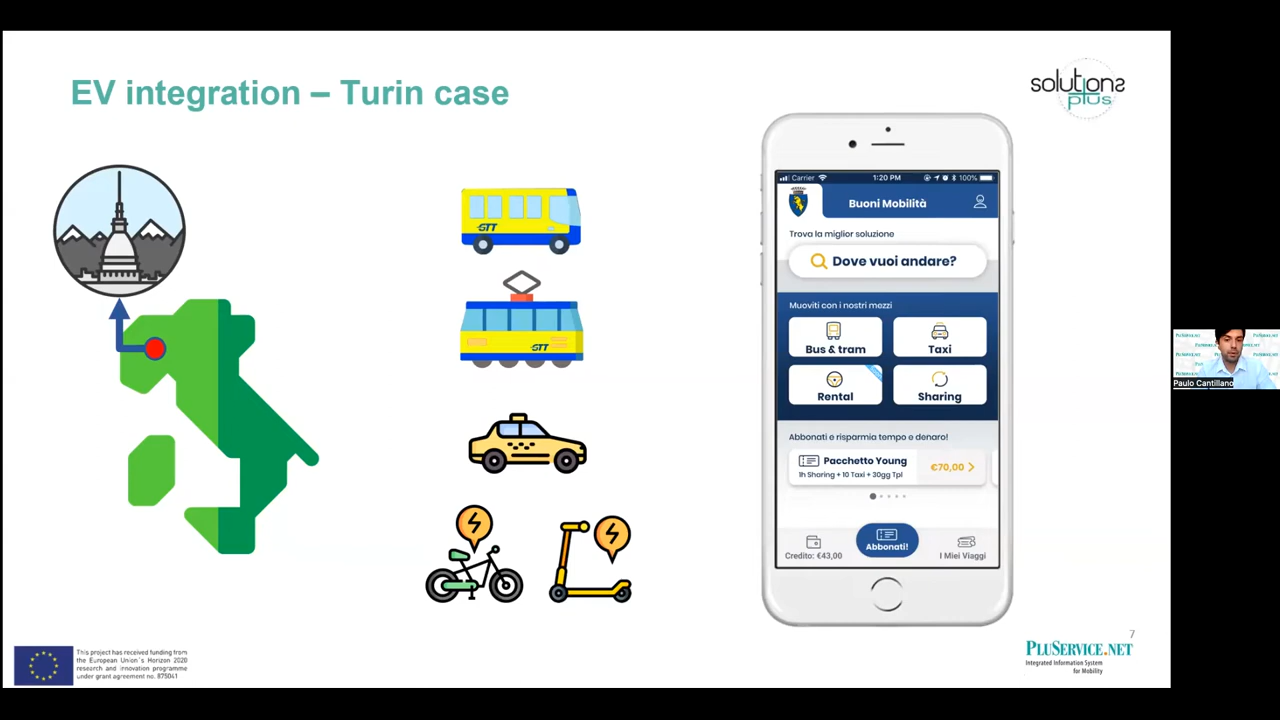 EV integration – Turin case
solutions
plus
GTT
GTT
Carrier
1:20 PM
100%
Buoni Mobilità
Trova la miglior soluzione
Dove vuoi andare?
Muoviti con i nostri mezzi
Bus & tram
Taxi
Rental
Sharing
Abbonati e risparmia tempo e denaro!
Pacchetto Young
€70,00
1h Sharing + 10 Taxi + 30gg Tpl
Credito: €43,00
Abbonati!
I Miei Viaggi
Paulo Cantillano
7
This project has received funding from
the European Union´s Horizon 2020
research and innovation programme
under grant agreement no. 875041
PLUSERVICE.NET
Integrated Information System
for Mobility